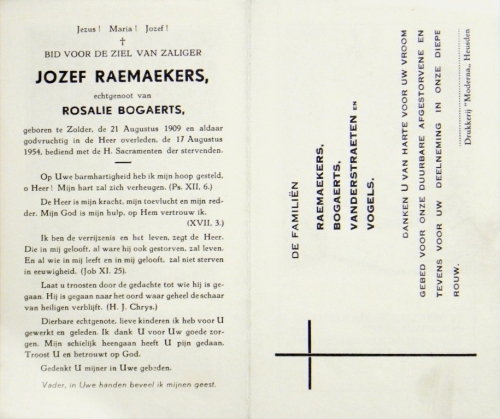 Jezus! Maria! Jozef!
†
BID VOOR DE ZIEL VAN ZALIGER
JOZEF RAEMAEKERS,
echtgenoot van
ROSALIE BOGAERTS,
geboren te Zolder, de 21 Augustus 1909 en aldaar
godvruchtig in de Heer overleden, de 17 Augustus
1954, bediend met de H. Sacramenten der stervenden.
Op Uwe barmhartigheid heb ik mijn hoop gesteld,
o Heer! Mijn hart zal zich verheugen. (Ps. XII, 6.)
De Heer is mijn kracht, mijn toevlucht en mijn red-
der. Mijn God is mijn hulp, op Hem vertrouw ik.
(XVII, 3.)
Ik ben de verrijzenis en het leven, zegt de Heer.
Die in mij gelooft, al ware hij ook gestorven, zal leven.
En al wie in mij leeft en in mij gelooft, zal niet sterven
in eeuwigheid. (Job XI. 25).
Laat u troosten door de gedachte tot wie hij is ge-
gaan. Hij is gegaan naar het oord waar geheel de schaar
van heiligen verblijft. (H. J. Chrys.)
Dierbare echtgenote, lieve kinderen ik heb voor U
gewerkt en geleden. Ik dank U voor Uw goede zor-
gen. Mijn schielijk heengaan heeft U pijn gedaan.
Troost U en betrouwt op God.
Gedenkt U mijner in Uwe gebeden.
Vader, in Uwe handen beveel ik mijnen geest.
DE FAMILIËN
RAEMAEKERS,
BOGAERTS,
VANDERSTRAETEN EN
VOGELS.
DANKEN U VAN HARTE VOOR UW VROOM
GEBED VOOR ONZE DUURBARE AFGESTORVENE EN
TEVENS VOOR UW DEELNEMING IN ONZE DIEPE
ROUW.
Drukkerij "Moderna", Heusden